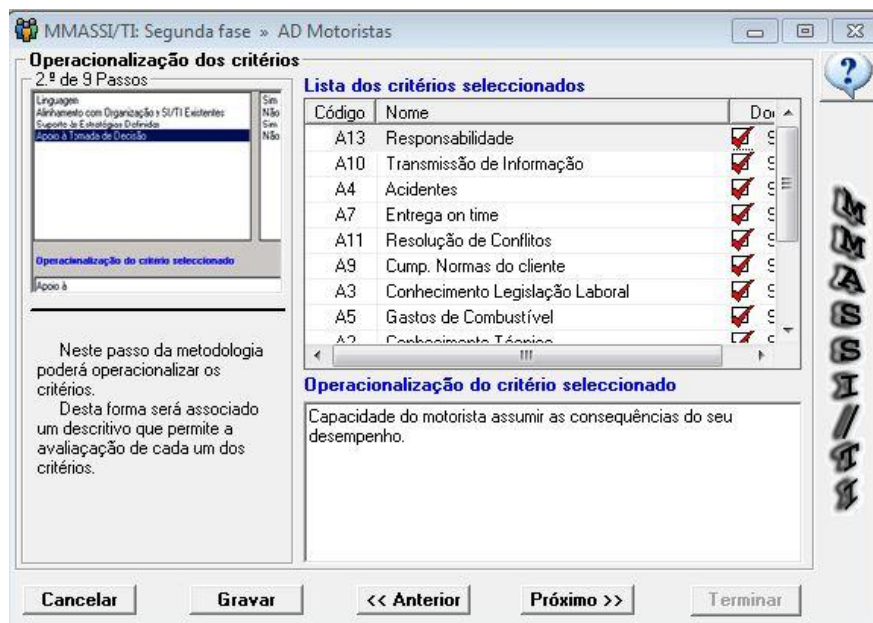 MMASSI/TI: Segunda fase » AD Motoristas
Operacionalização dos critérios
2.º de 9 Passos
Linguagem
Alinhamento com Organização y SI/TI Existentes
Suporte às Estratégias Definidas
Apoio à Tomada de Decisão
Sim
Não
Sim
Não
Operacionalização do critério seleccionado
Apoio à
Neste passo da metodologia
poderá operacionalizar os
critérios.
Desta forma será associado
um descritivo que permite a
avaliaçação de cada um dos
critérios.
Lista dos critérios seleccionados
Código Nome
A13 Responsabilidade
A10 Transmissão de Informação
A4 Acidentes
A7 Entrega on time
A11 Resolução de Conflitos
A9 Cump. Normas do cliente
A3 Conhecimento Legislação Laboral
A5 Gastos de Combustível
A2 Conhecimento Técnico
Operacionalização do critério seleccionado
Capacidade do motorista assumir as consequências do seu
desempenho.
?
MMASSI/TI
Cancelar Gravar << Anterior Próximo >> Terminar